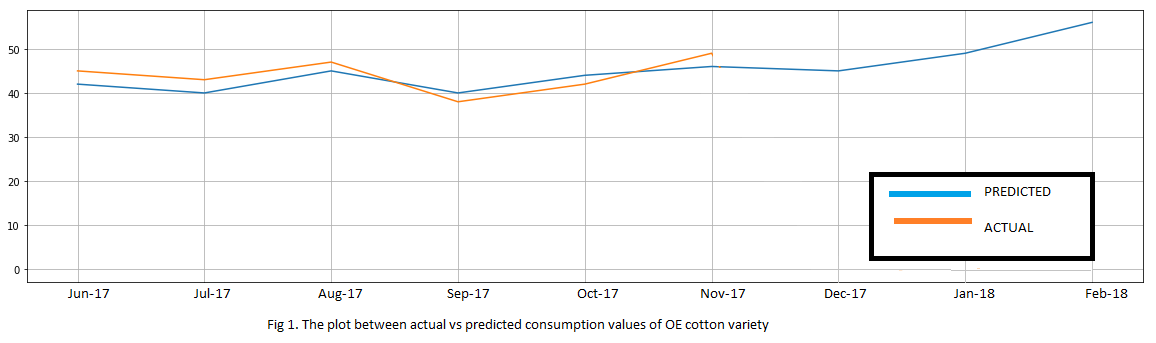 50
40
30
20
10
0
PREDICTED
ACTUAL
Jun-17 Jul-17 Aug-17 Sep-17 Oct-17 Nov-17 Dec-17 Jan-18 Feb-18
Fig 1. The plot between actual vs predicted consumption values of OE cotton variety